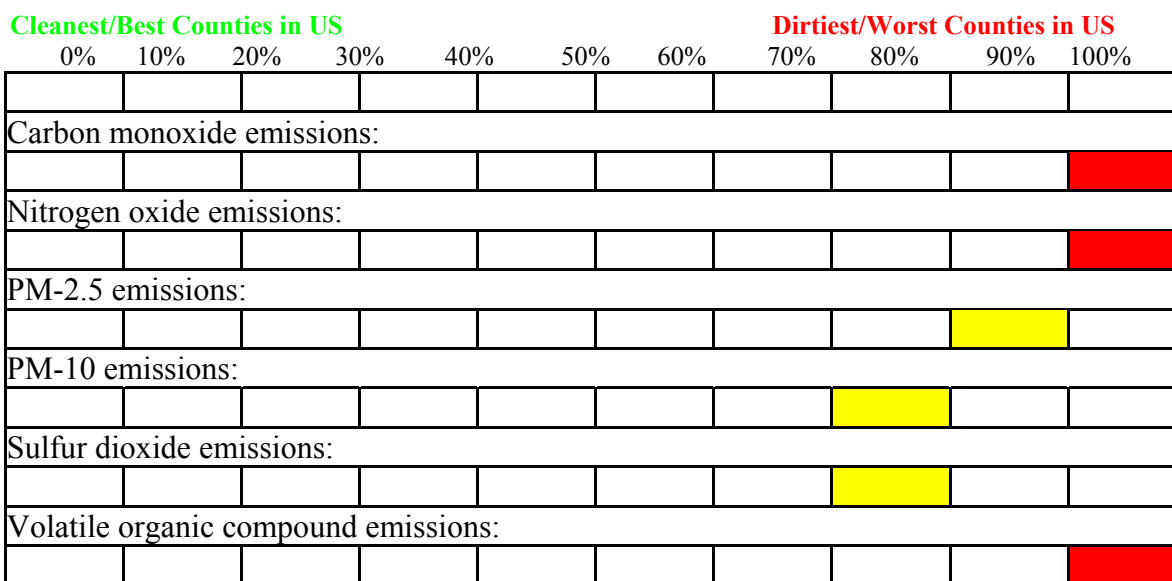 Cleanest/Best Counties in US Dirtiest/Worst Counties in US
0% 10% 20% 30% 40% 50% 60% 70% 80% 90% 100%
Carbon monoxide emissions:
Nitrogen oxide emissions:
PM-2.5 emissions:
PM-10 emissions:
Sulfur dioxide emissions:
Volatile organic compound emissions: